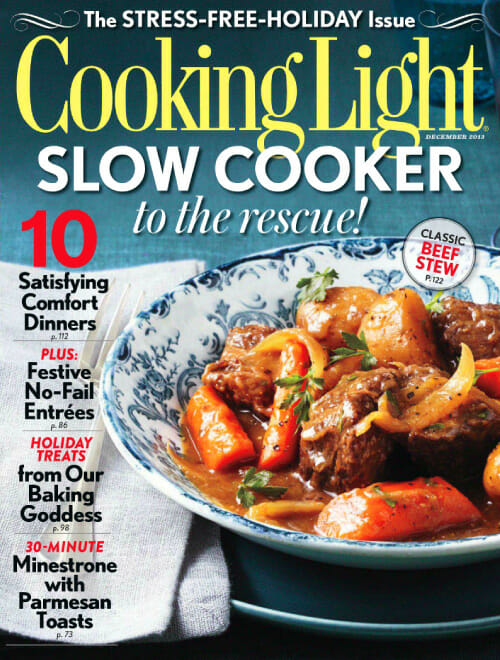 The STRESS-FREE-HOLIDAY Issue
Cooking Light®
DECEMBER 2013
SLOW COOKER
to the rescue!
10
Satisfying
Comfort
Dinners
p. 112
PLUS:
Festive
No-Fail
Entrées
p. 86
HOLIDAY
TREATS
from Our
Baking
Goddess
p. 98
30-MINUTE
Minestrone
with
Parmesan
Toasts
p. 73
CLASSIC
BEEF
STEW
P. 122